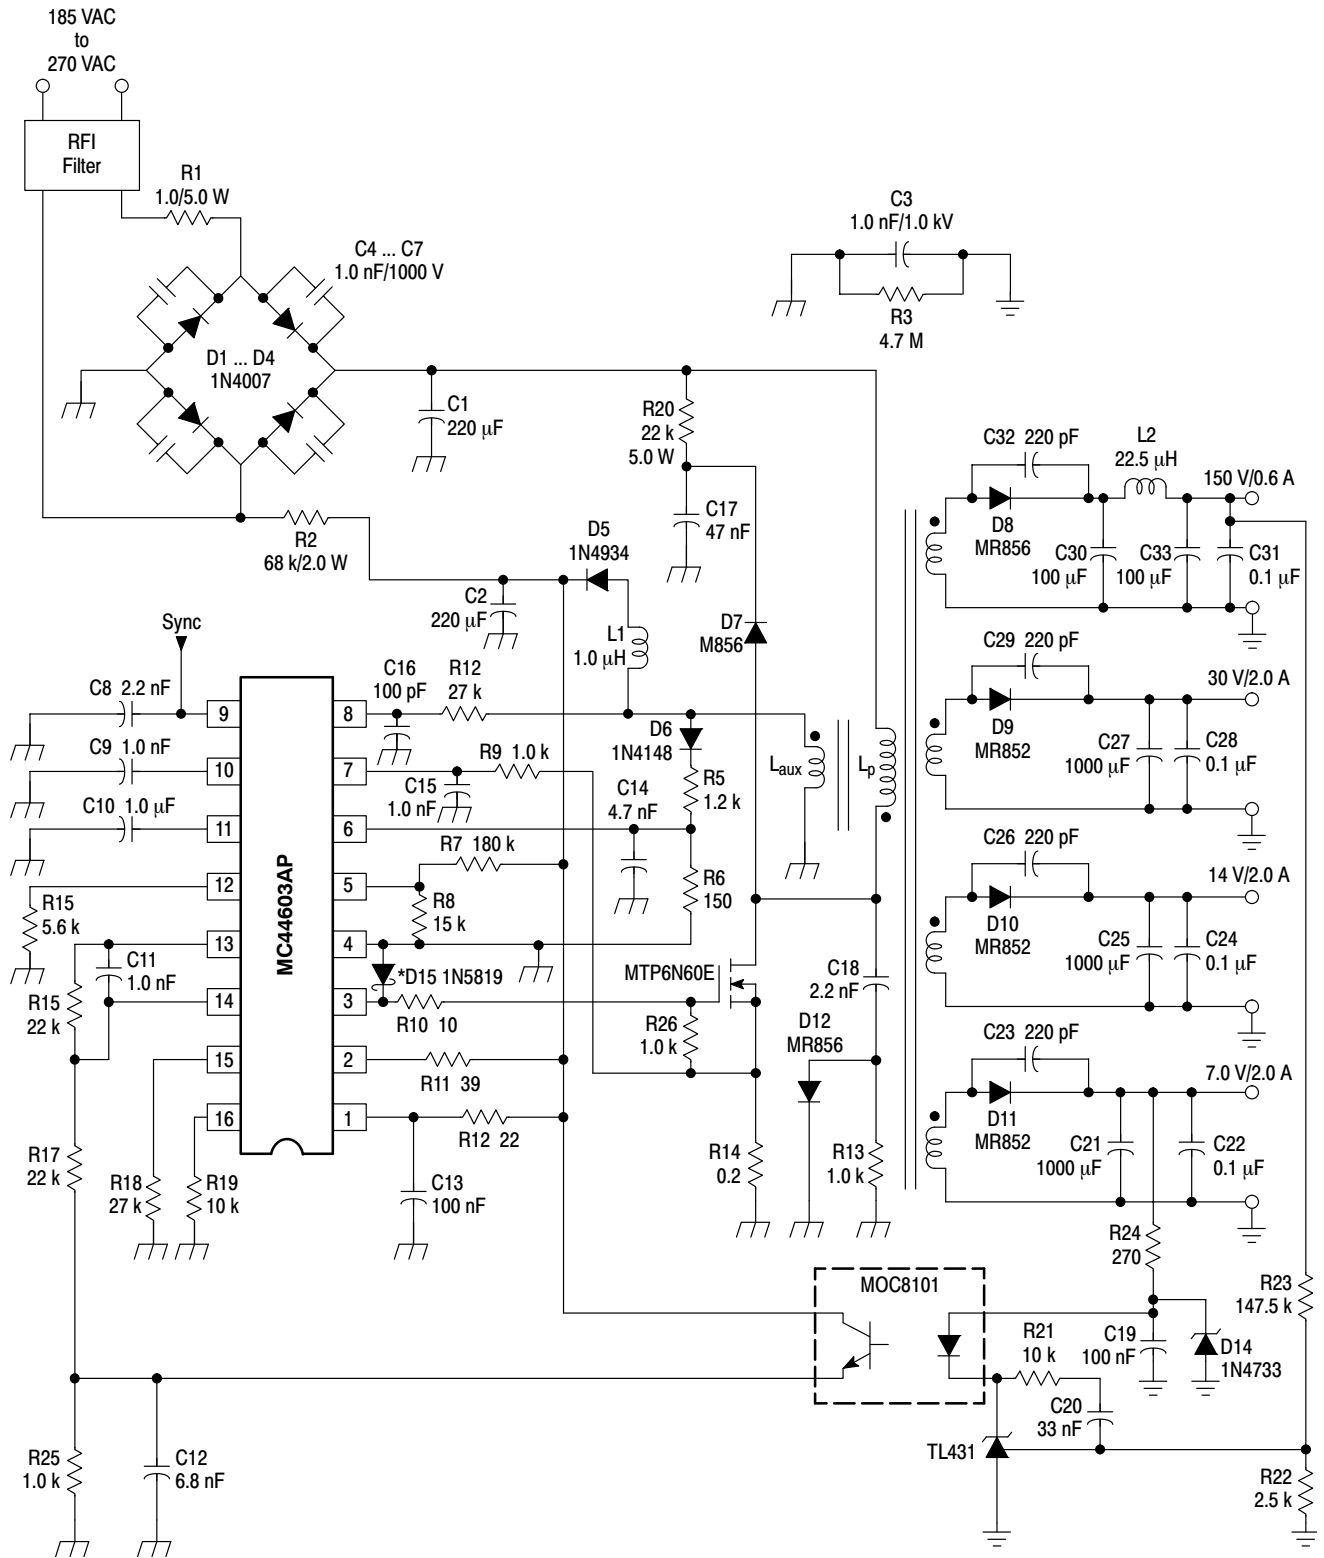 185 VAC
to
270 VAC
RFI
Filter
R1
1.0/5.0 W
C4 ... C7
1.0 nF/1000 V
D1 ... D4
1N4007
C3
1.0 nF/1.0 kV
R3
4.7 M
C1
220 µF
R20
22 k
5.0 W
C17
47 nF
R2
68 k/2.0 W
D5
1N4934
C2
220 µF
L1
1.0 µH
D7
M856
C32 220 pF
L2
22.5 µH
150 V/0.6 A
D8
MR856
C30
100 µF
C33
100 µF
C31
0.1 µF
Sync
C8 2.2 nF
C9 1.0 nF
C10 1.0 µF
9
10
11
12
13
14
15
16
MC44603AP
8
7
6
5
4
3
2
1
C16
100 pF
R12
27 k
D6
1N4148
R9 1.0 k
C15
1.0 nF
C14
4.7 nF
R5
1.2 k
Laux
Lp
C29 220 pF
30 V/2.0 A
D9
MR852
C27
1000 µF
C28
0.1 µF
R7 180 k
R8
15 k
R6
150
R15
5.6 k
C11
1.0 nF
R15
22 k
*D15 1N5819
R10 10
MTP6N60E
R26
1.0 k
C18
2.2 nF
D12
MR856
C26 220 pF
14 V/2.0 A
D10
MR852
C25
1000 µF
C24
0.1 µF
R11 39
R12 22
C13
100 nF
R17
22 k
R18
27 k
R19
10 k
R14
0.2
R13
1.0 k
C23 220 pF
7.0 V/2.0 A
D11
MR852
C21
1000 µF
C22
0.1 µF
R24
270
MOC8101
R21
10 k
C19
100 nF
D14
1N4733
R23
147.5 k
C20
33 nF
TL431
R22
2.5 k
R25
1.0 k
C12
6.8 nF